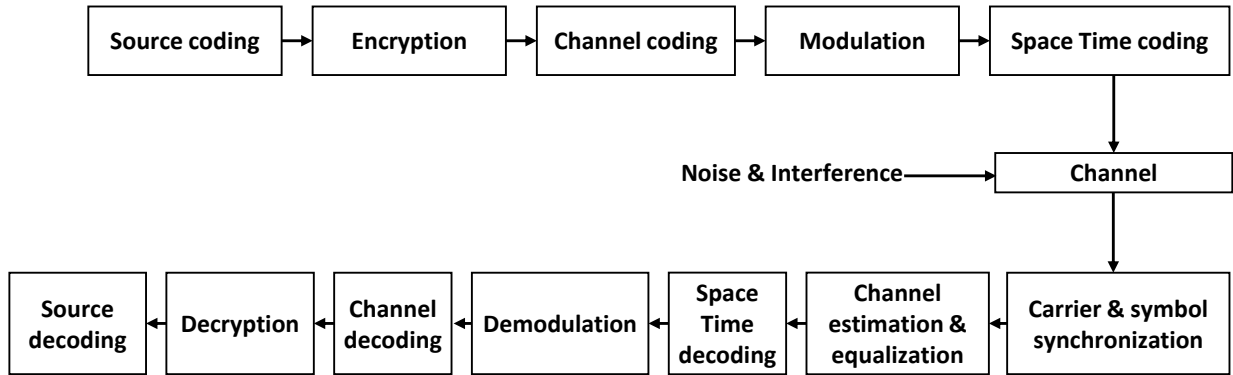 Source coding
Encryption
Channel coding
Modulation
Space Time coding
Noise & Interference
Channel
Source
decoding
Decryption
Channel
decoding
Demodulation
Space
Time
decoding
Channel
estimation &
equalization
Carrier & symbol
synchronization